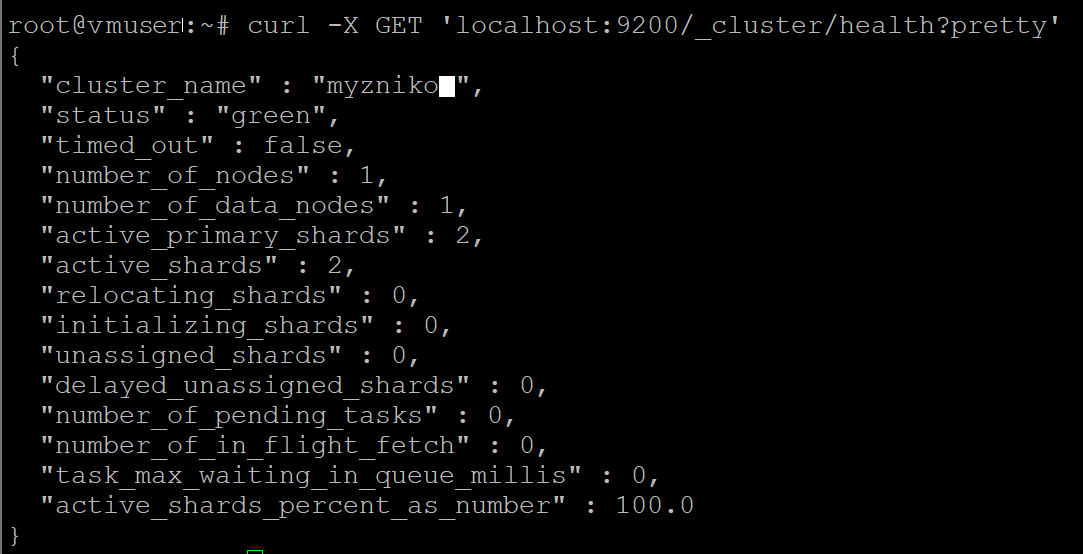 root@vmuser:~# curl -X GET 'localhost:9200/_cluster/health?pretty'
{
  "cluster_name" : "myzniko",
  "status" : "green",
  "timed_out" : false,
  "number_of_nodes" : 1,
  "number_of_data_nodes" : 1,
  "active_primary_shards" : 2,
  "active_shards" : 2,
  "relocating_shards" : 0,
  "initializing_shards" : 0,
  "unassigned_shards" : 0,
  "delayed_unassigned_shards" : 0,
  "number_of_pending_tasks" : 0,
  "number_of_in_flight_fetch" : 0,
  "task_max_waiting_in_queue_millis" : 0,
  "active_shards_percent_as_number" : 100.0
}